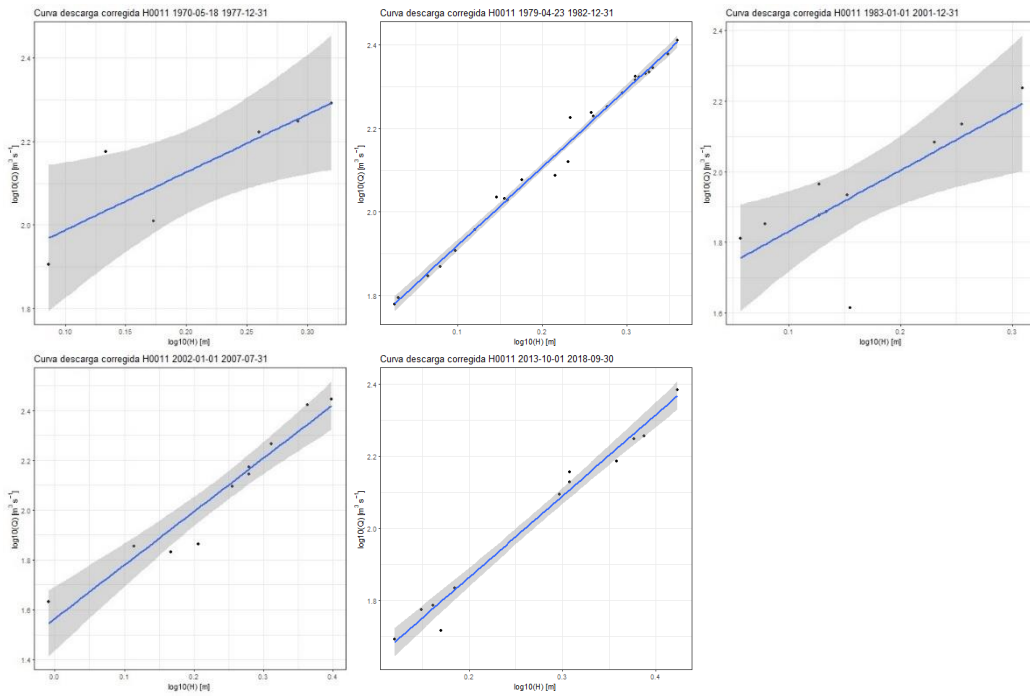 Curva descarga corregida H0011 1970-05-18 1977-12-31
log10(Q) [m³ s⁻¹]
2.4
2.2
2.0
1.8
0.10 0.15 0.20 0.25 0.30
log10(H) [m]
Curva descarga corregida H0011 1979-04-23 1982-12-31
log10(Q) [m³ s⁻¹]
2.4
2.2
2.0
1.8
0.1 0.2 0.3
log10(H) [m]
Curva descarga corregida H0011 1983-01-01 2001-12-31
log10(Q) [m³ s⁻¹]
2.4
2.2
2.0
1.8
1.6
0.1 0.2 0.3
log10(H) [m]
Curva descarga corregida H0011 2002-01-01 2007-07-31
log10(Q) [m³ s⁻¹]
2.4
2.2
2.0
1.8
1.6
1.4
0.0 0.1 0.2 0.3 0.4
log10(H) [m]
Curva descarga corregida H0011 2013-10-01 2018-09-30
log10(Q) [m³ s⁻¹]
2.4
2.2
2.0
1.8
0.2 0.3 0.4
log10(H) [m]